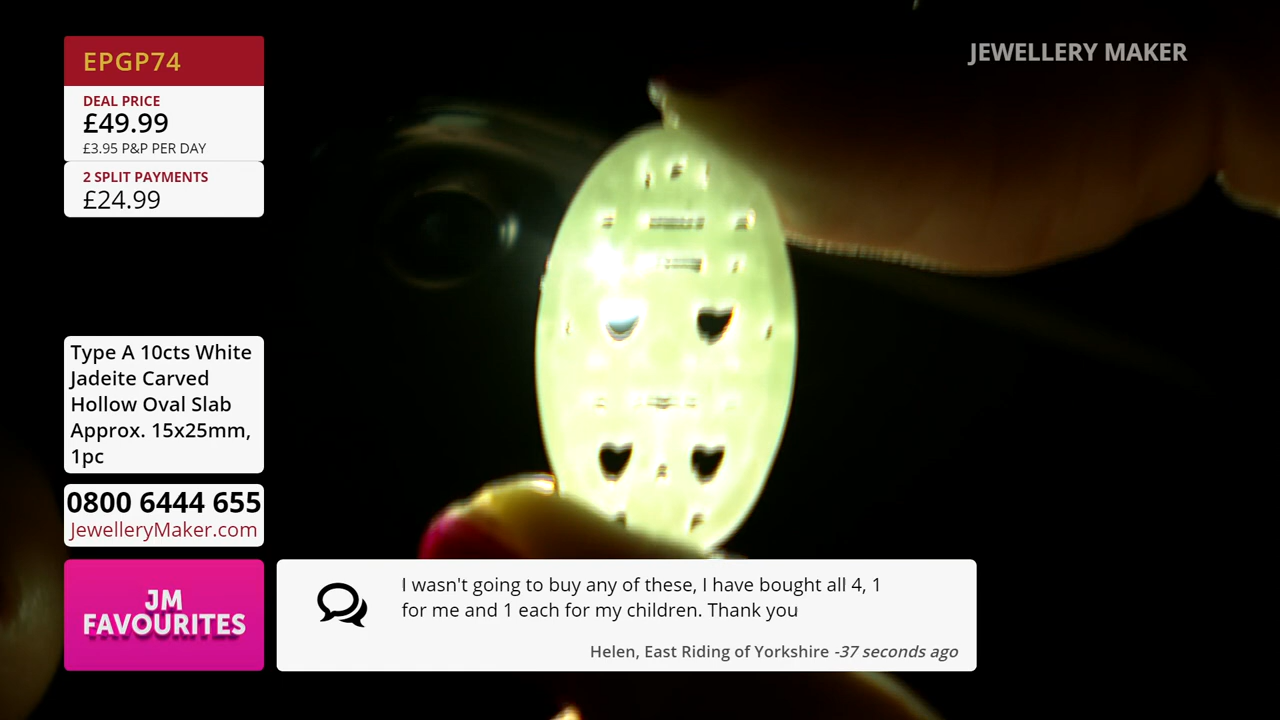 EPGP74
DEAL PRICE
£49.99
£3.95 P&P PER DAY
2 SPLIT PAYMENTS
£24.99
JEWELLERY MAKER
Type A 10cts White
Jadeite Carved
Hollow Oval Slab
Approx. 15x25mm,
1pc
0800 6444 655
JewelleryMaker.com
JM
FAVOURITES
I wasn't going to buy any of these, I have bought all 4, 1
for me and 1 each for my children. Thank you
Helen, East Riding of Yorkshire -37 seconds ago